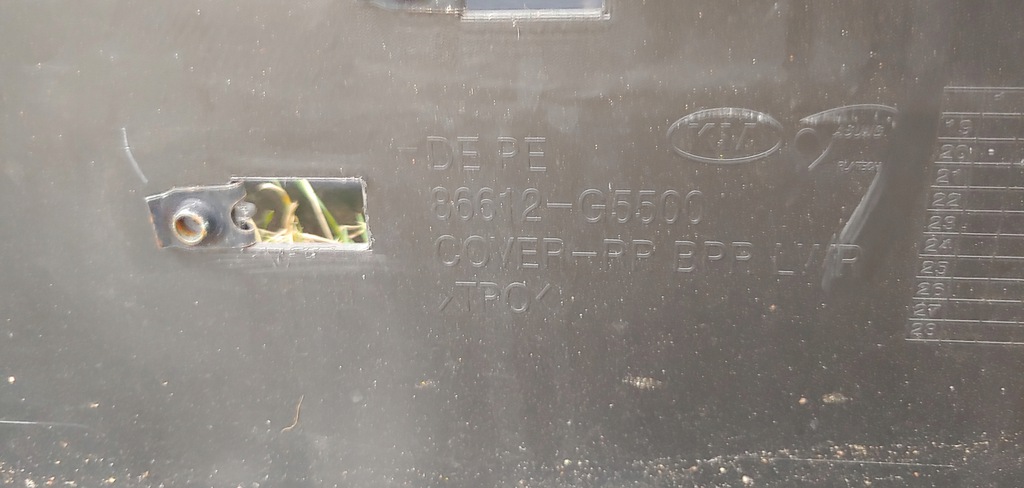 DE PE
KIA
86612-G5500
COVER-RR BPR LWR
>TPO<
19
20
21
22
23
24
25
26
27
28